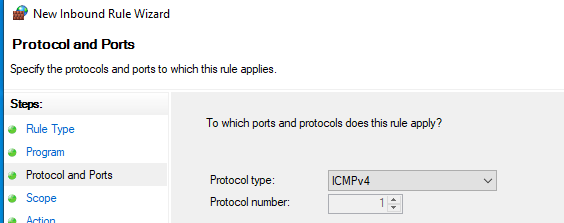 New Inbound Rule Wizard
Protocol and Ports
Specify the protocols and ports to which this rule applies.
Steps:
Rule Type
Program
Protocol and Ports
Scope
Action
To which ports and protocols does this rule apply?
Protocol type: ICMPv4
Protocol number: 1